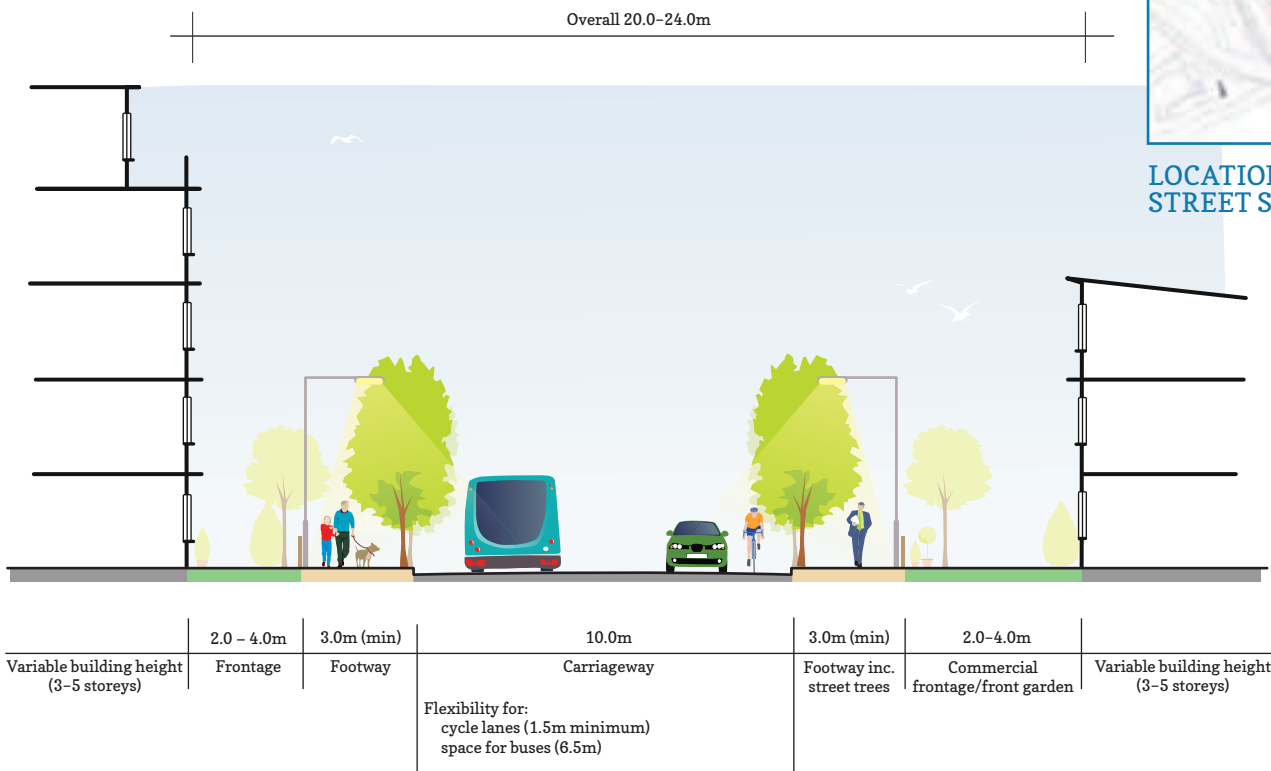 Overall 20.0–24.0m
LOCATION
STREET S
2.0 – 4.0m
3.0m (min)
10.0m
3.0m (min)
2.0–4.0m
Variable building height
(3–5 storeys)
Frontage
Footway
Carriageway
Footway inc.
street trees
Commercial
frontage/front garden
Variable building height
(3–5 storeys)
Flexibility for:
cycle lanes (1.5m minimum)
space for buses (6.5m)